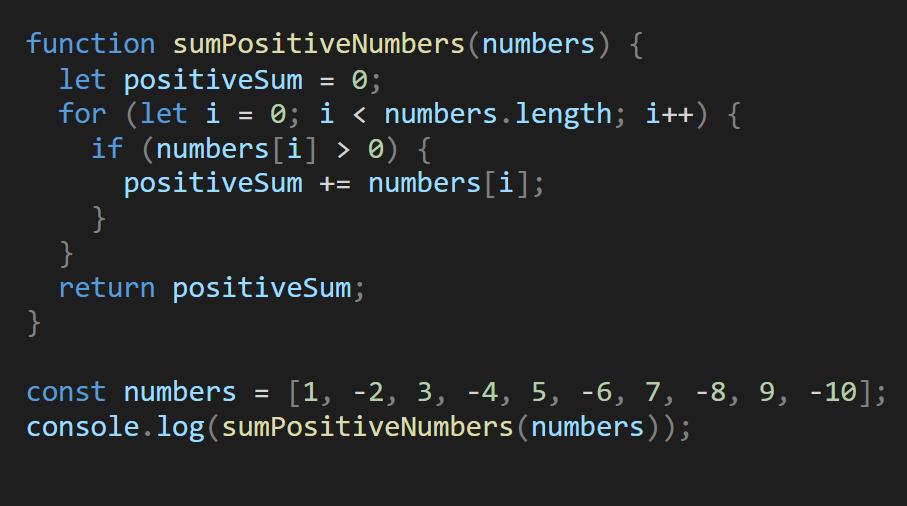 function sumPositiveNumbers(numbers) {
  let positiveSum = 0;
  for (let i = 0; i < numbers.length; i++) {
    if (numbers[i] > 0) {
      positiveSum += numbers[i];
    }
  }
  return positiveSum;
}

const numbers = [1, -2, 3, -4, 5, -6, 7, -8, 9, -10];
console.log(sumPositiveNumbers(numbers));